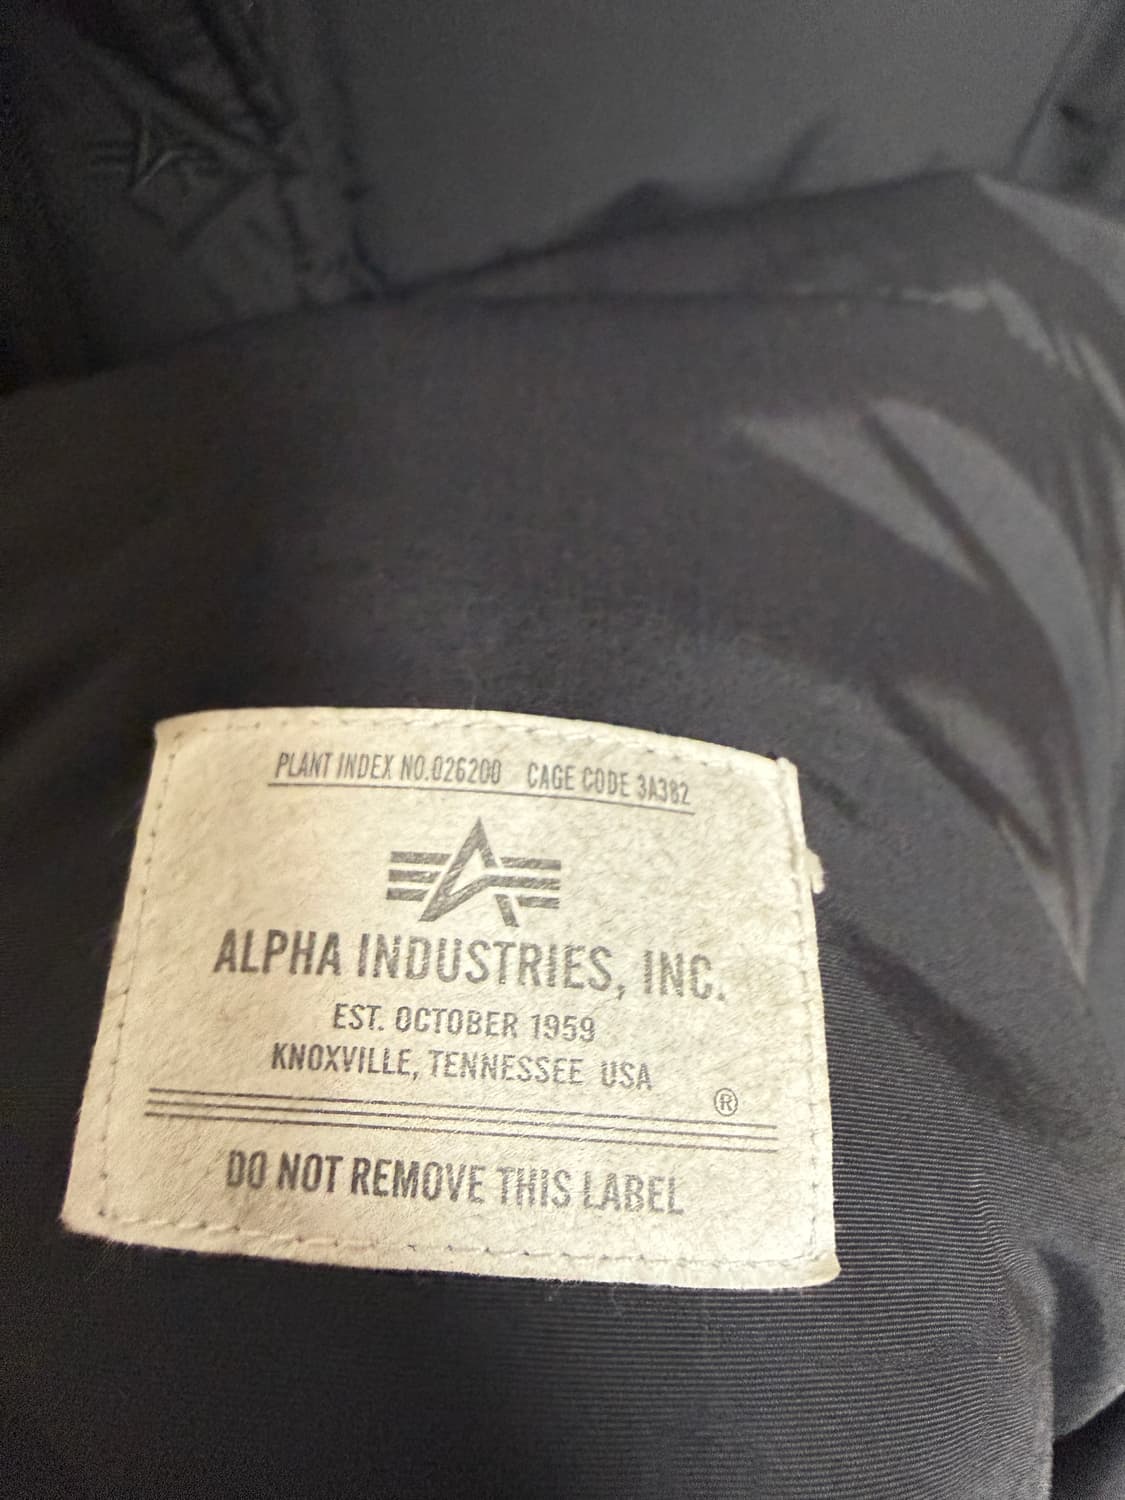 PLANT INDEX NO.026200 CAGE CODE 3A382
ALPHA INDUSTRIES, INC.
EST. OCTOBER 1959
KNOXVILLE, TENNESSEE USA
®
DO NOT REMOVE THIS LABEL